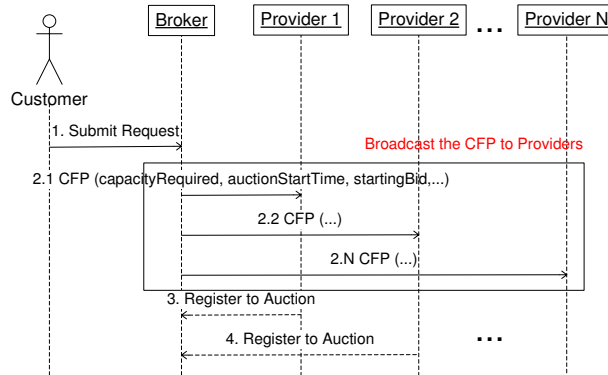 Broker
Provider 1
Provider 2
...
Provider N
Customer
1. Submit Request
Broadcast the CFP to Providers
2.1 CFP (capacityRequired, auctionStartTime, startingBid,...)
2.2 CFP (...)
2.N CFP (...)
3. Register to Auction
4. Register to Auction
...